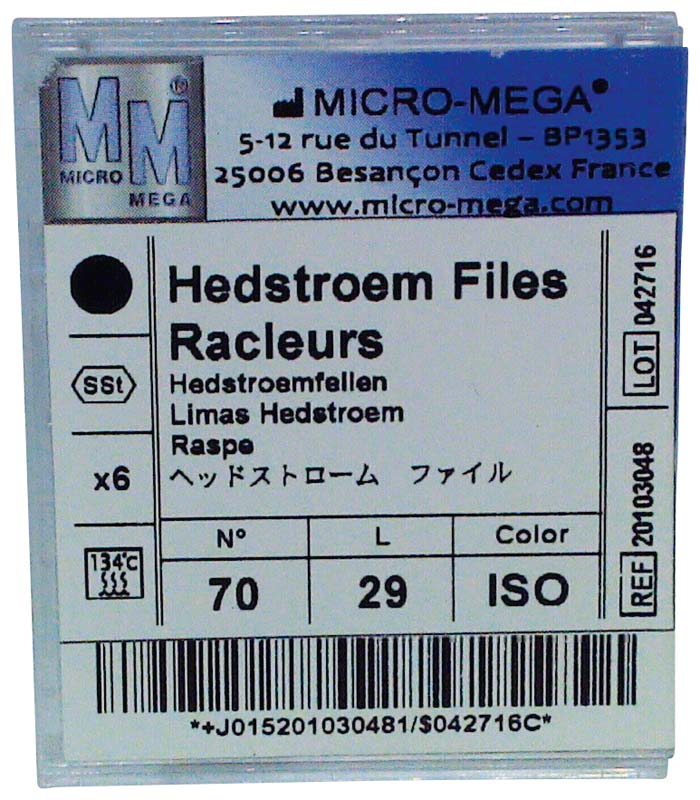 MM®
MICRO
MEGA
MICRO-MEGA®
5-12 rue du Tunnel – BP1353
25006 Besançon Cedex France
www.micro-mega.com
Hedstroem Files
Racleurs
Hedstroemfeilen
Limas Hedstroem
Raspe
ヘッドストローム ファイル
SSt
x6
134°C
N° L Color
70 29 ISO
LOT 042716
REF 20103048
*+J015201030481/$042716C*